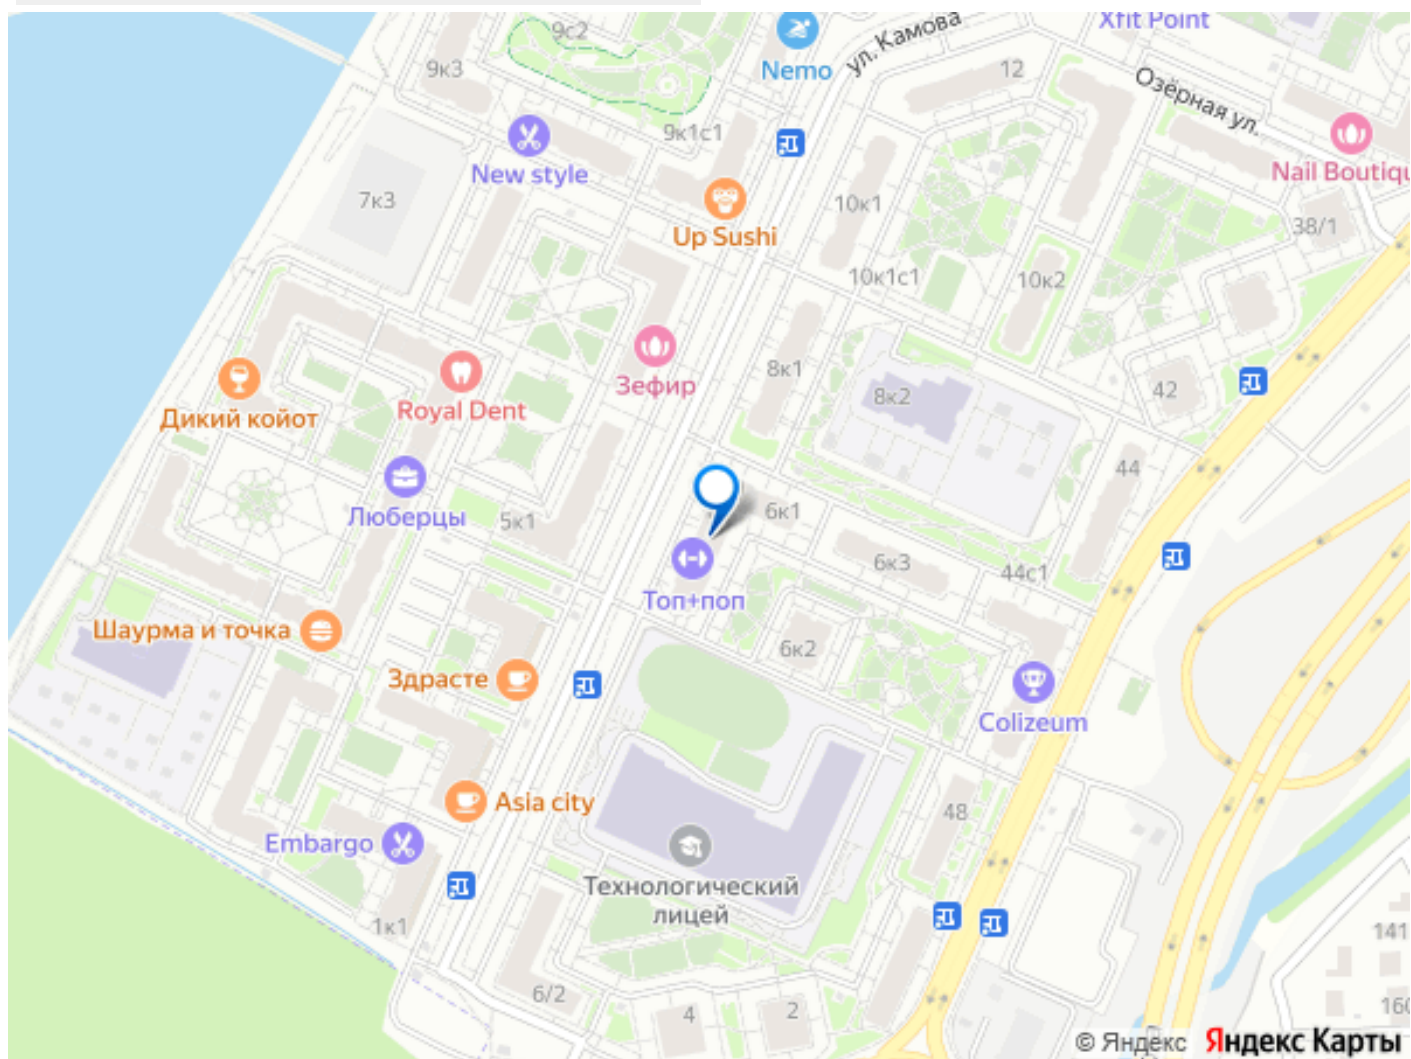 9с2
Xfit Point
ул. Камова
9к3
Nemo
12
Озёрная ул.
9к1с1
New style
Nail Boutiqu
7к3
10к1
Up Sushi
38/1
10к1с1
10к2
8к1
Зефир
8к2
42
Дикий койот
Royal Dent
44
Люберцы
5к1
6к1
6к3
44с1
Топ+поп
Шаурма и точка
6к2
Здрасте
Colizeum
Asia city
48
Embargo
Технологический
лицей
1к1
141
6/2
4
2
160
© Яндекс Яндекс Карты